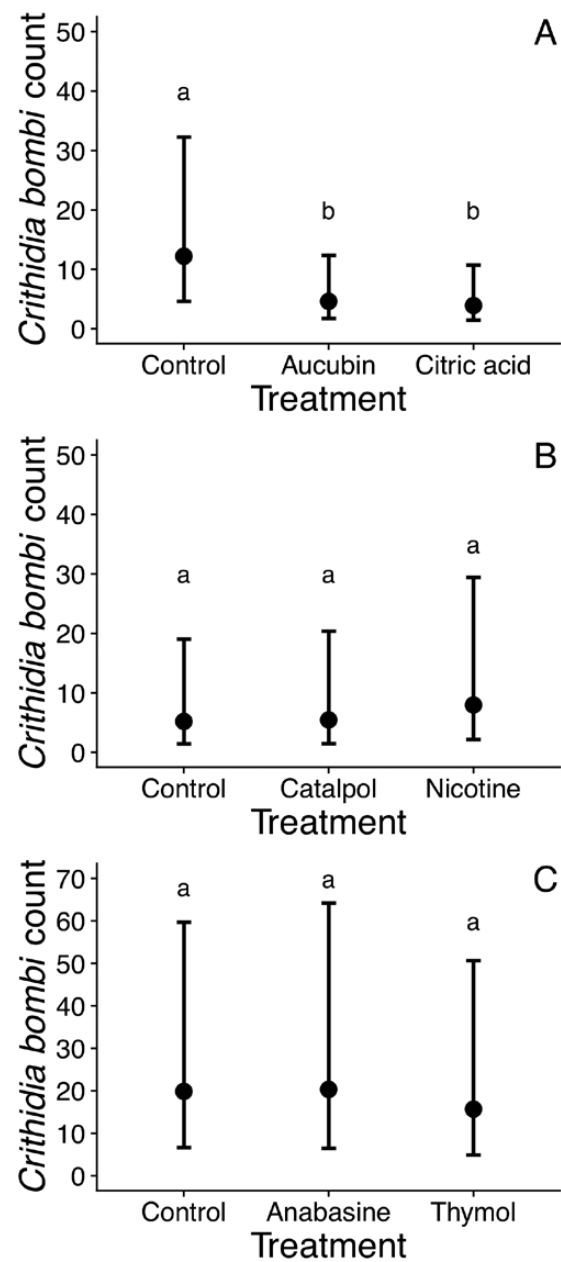 A
Crithidia bombi count
50
40
30
20
10
0
a
b
b
Control Aucubin Citric acid
Treatment
B
Crithidia bombi count
50
40
30
20
10
0
a
a
a
Control Catalpol Nicotine
Treatment
C
Crithidia bombi count
70
60
50
40
30
20
10
0
a
a
a
Control Anabasine Thymol
Treatment